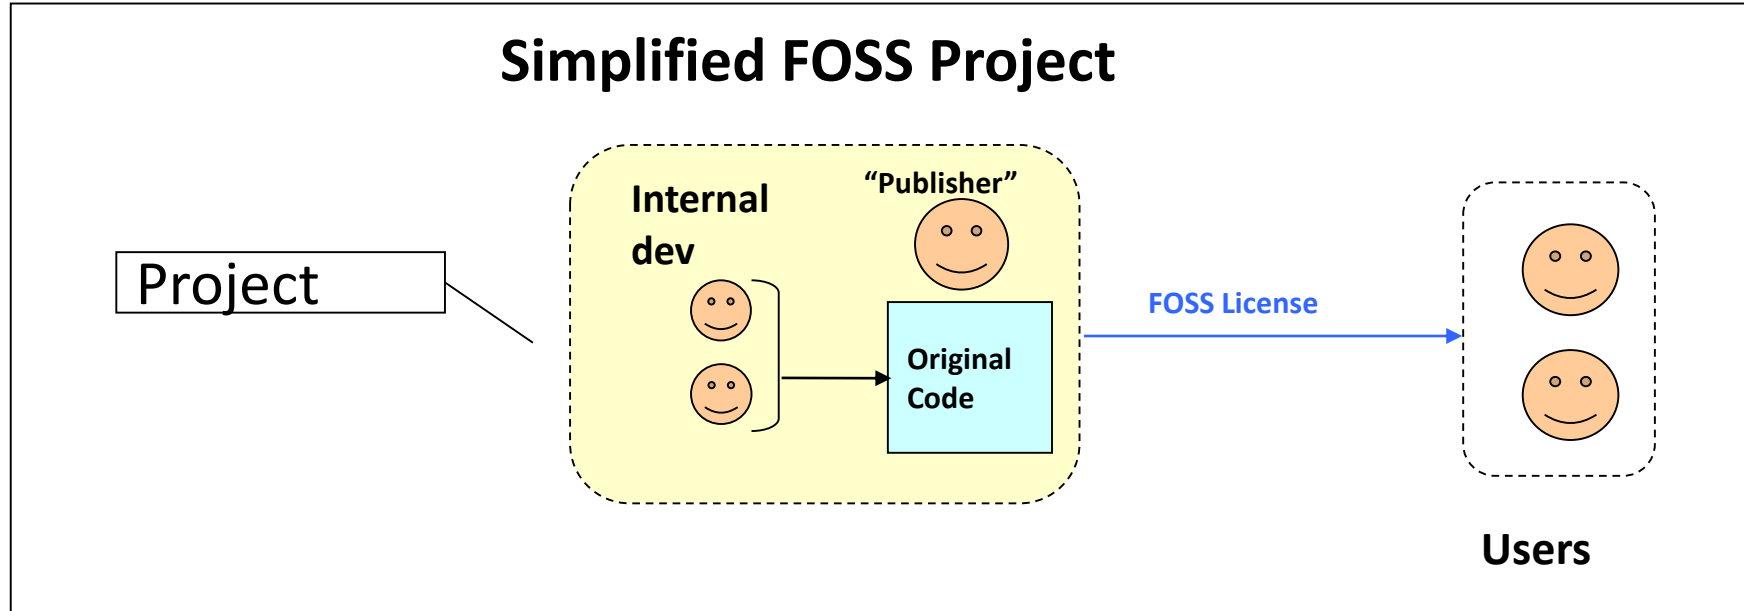 Simplified FOSS Project
Project
Internal
dev
“Publisher”
Original
Code
FOSS License
Users